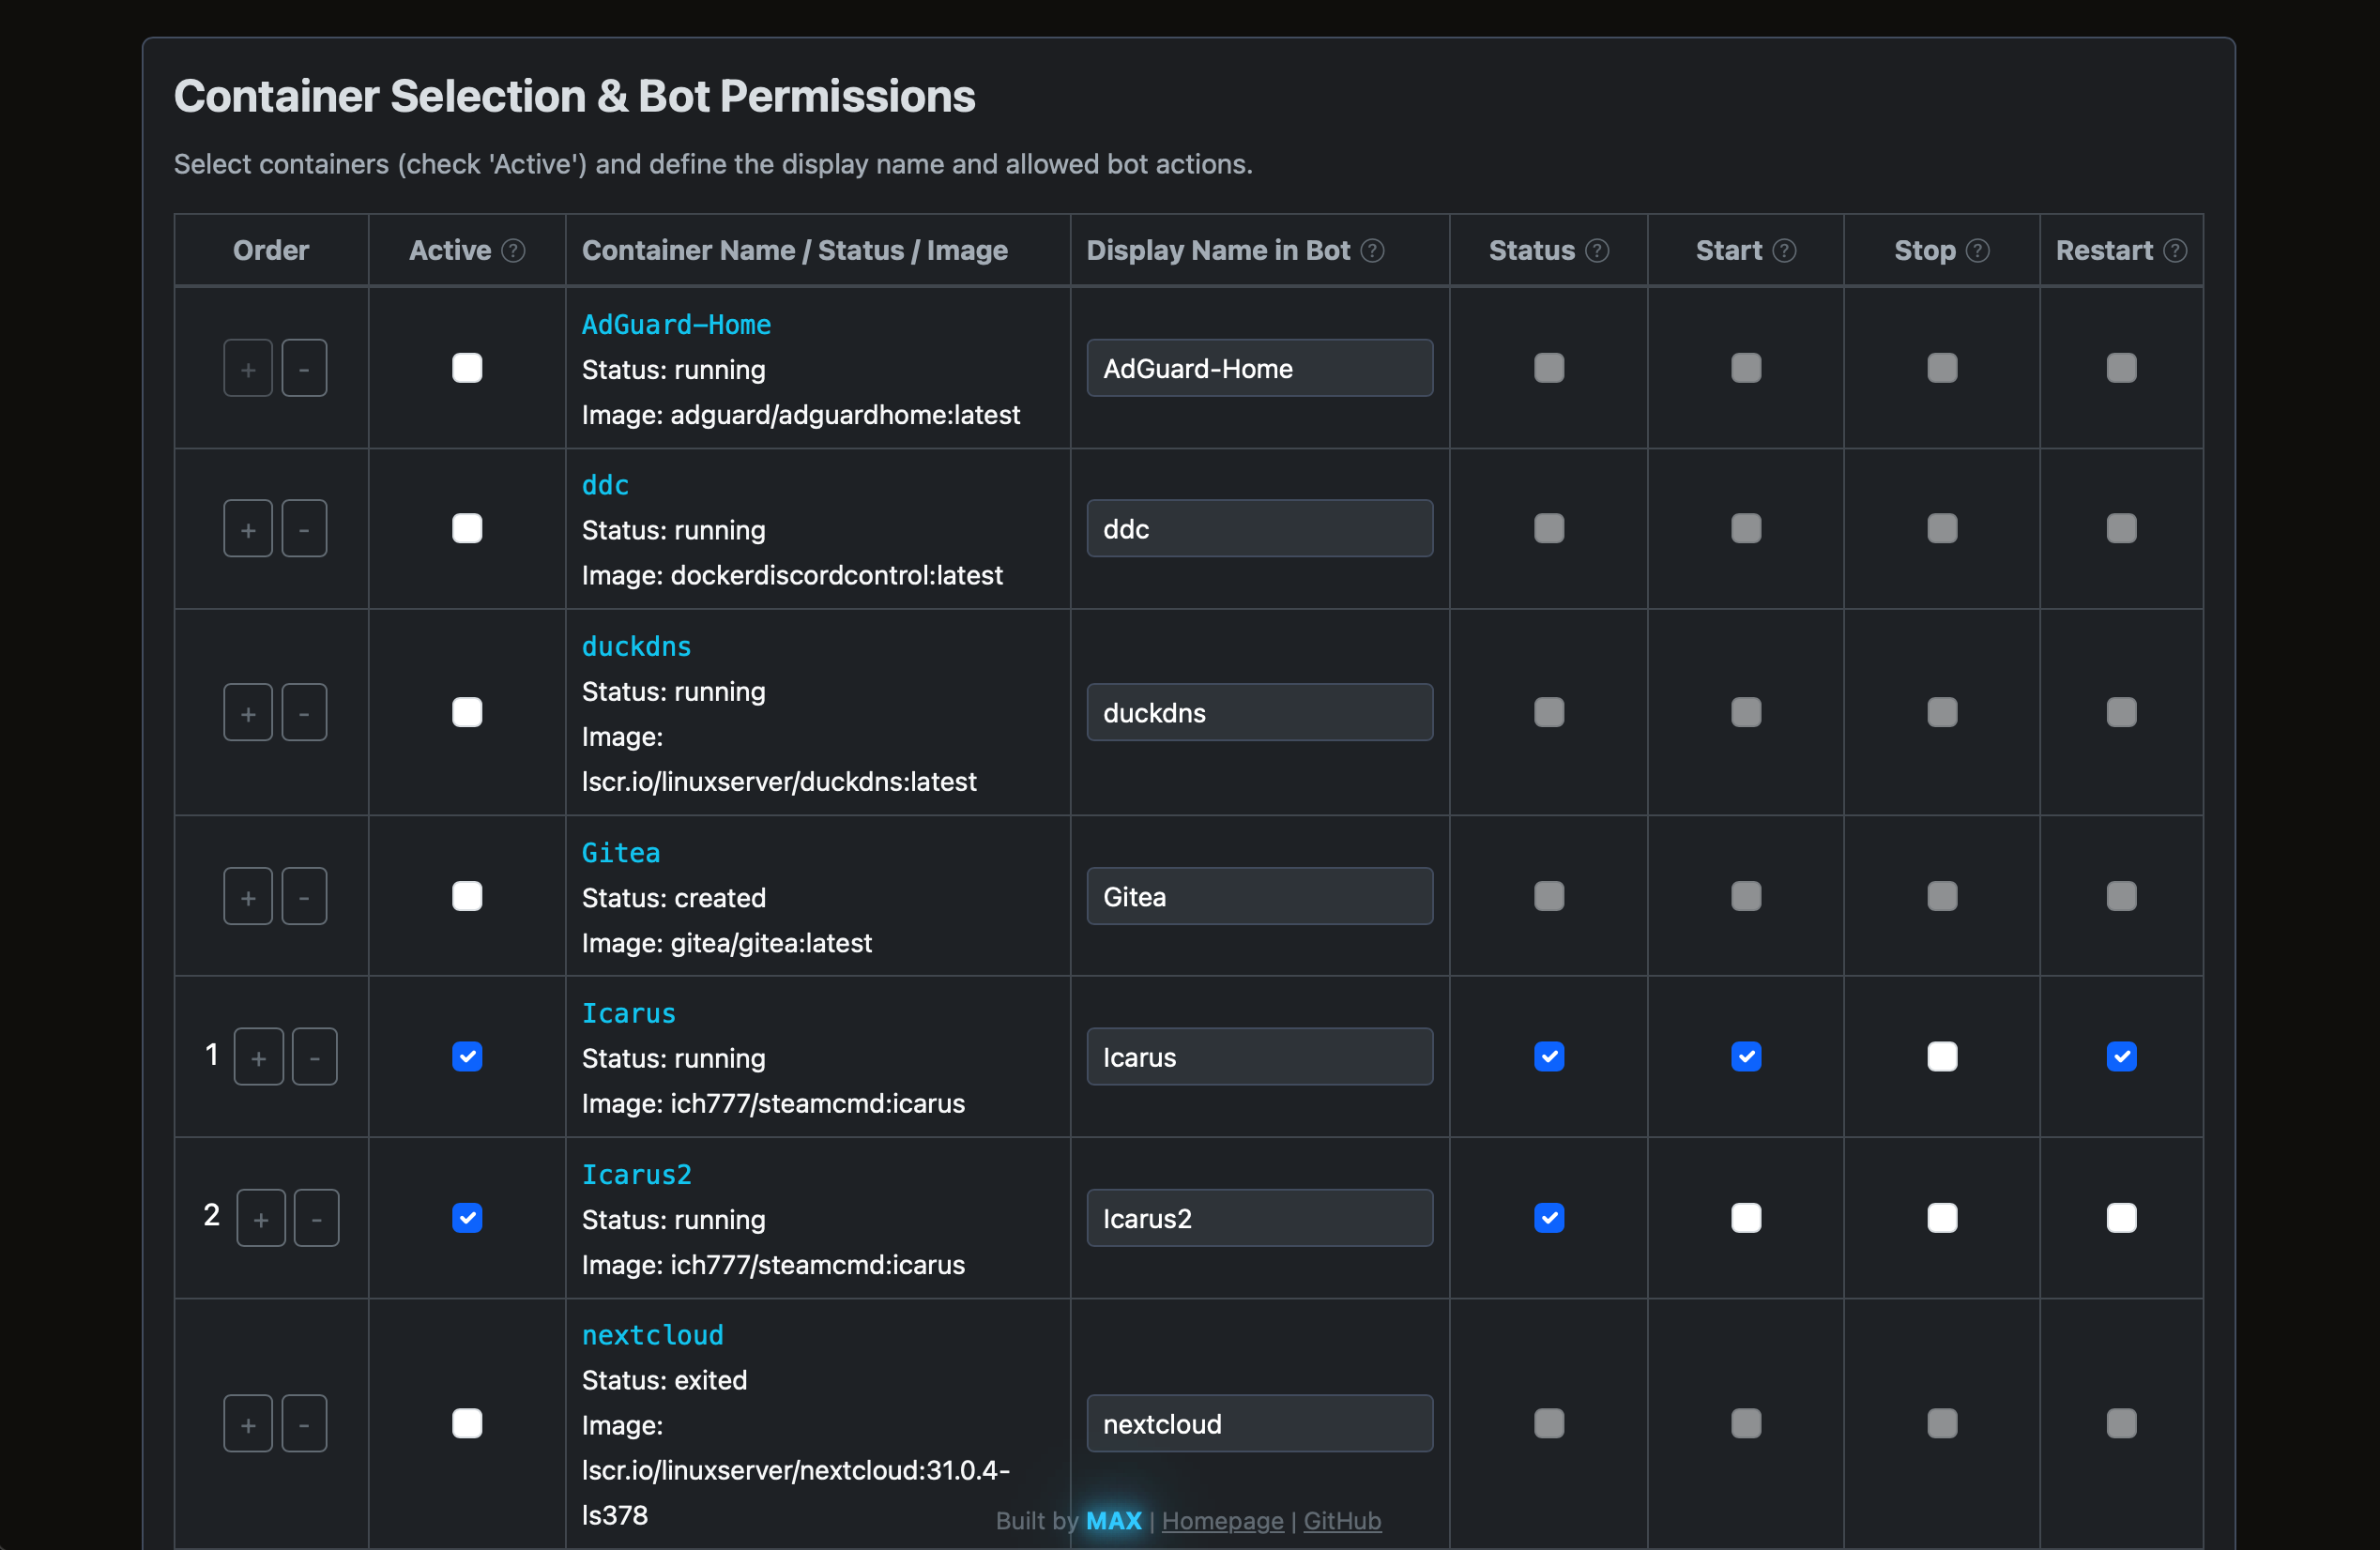 Container Selection & Bot Permissions
Select containers (check 'Active') and define the display name and allowed bot actions.
Order Active ? Container Name / Status / Image Display Name in Bot ? Status ? Start ? Stop ? Restart ?
AdGuard-Home
+ - Status: running AdGuard-Home
Image: adguard/adguardhome:latest
ddc
+ - Status: running ddc
Image: dockerdiscordcontrol:latest
duckdns
Status: running
+ - duckdns
Image:
lscr.io/linuxserver/duckdns:latest
Gitea
+ - Status: created Gitea
Image: gitea/gitea:latest
Icarus
1 + - Status: running Icarus
Image: ich777/steamcmd:icarus
Icarus2
2 + - Status: running Icarus2
Image: ich777/steamcmd:icarus
nextcloud
Status: exited
+ - Image: nextcloud
lscr.io/linuxserver/nextcloud:31.0.4-
ls378
Built by MAX | Homepage | GitHub